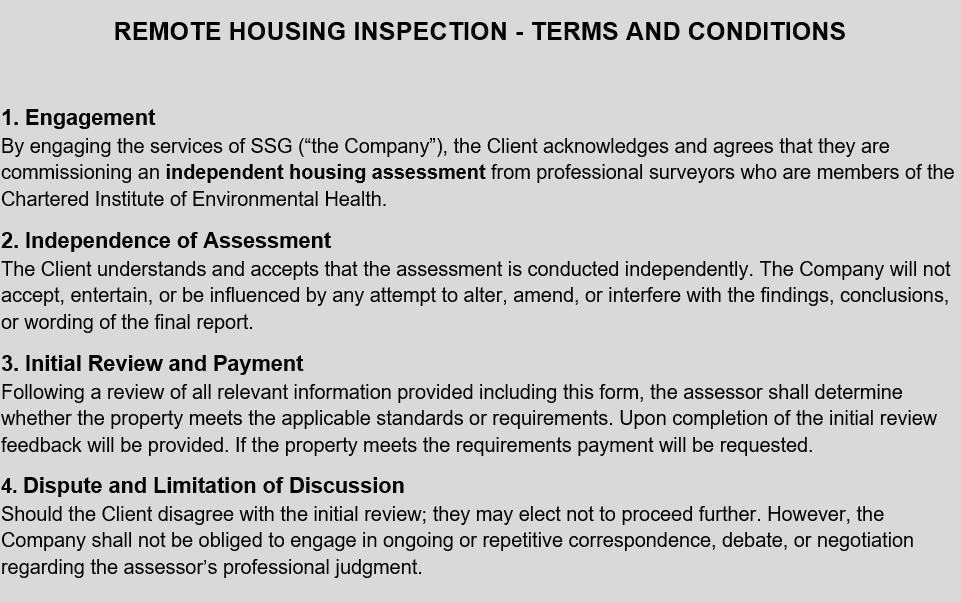 REMOTE HOUSING INSPECTION - TERMS AND CONDITIONS
1. Engagement
By engaging the services of SSG (“the Company”), the Client acknowledges and agrees that they are
commissioning an independent housing assessment from professional surveyors who are members of the
Chartered Institute of Environmental Health.
2. Independence of Assessment
The Client understands and accepts that the assessment is conducted independently. The Company will not
accept, entertain, or be influenced by any attempt to alter, amend, or interfere with the findings, conclusions,
or wording of the final report.
3. Initial Review and Payment
Following a review of all relevant information provided including this form, the assessor shall determine
whether the property meets the applicable standards or requirements. Upon completion of the initial review
feedback will be provided. If the property meets the requirements payment will be requested.
4. Dispute and Limitation of Discussion
Should the Client disagree with the initial review; they may elect not to proceed further. However, the
Company shall not be obliged to engage in ongoing or repetitive correspondence, debate, or negotiation
regarding the assessor’s professional judgment.